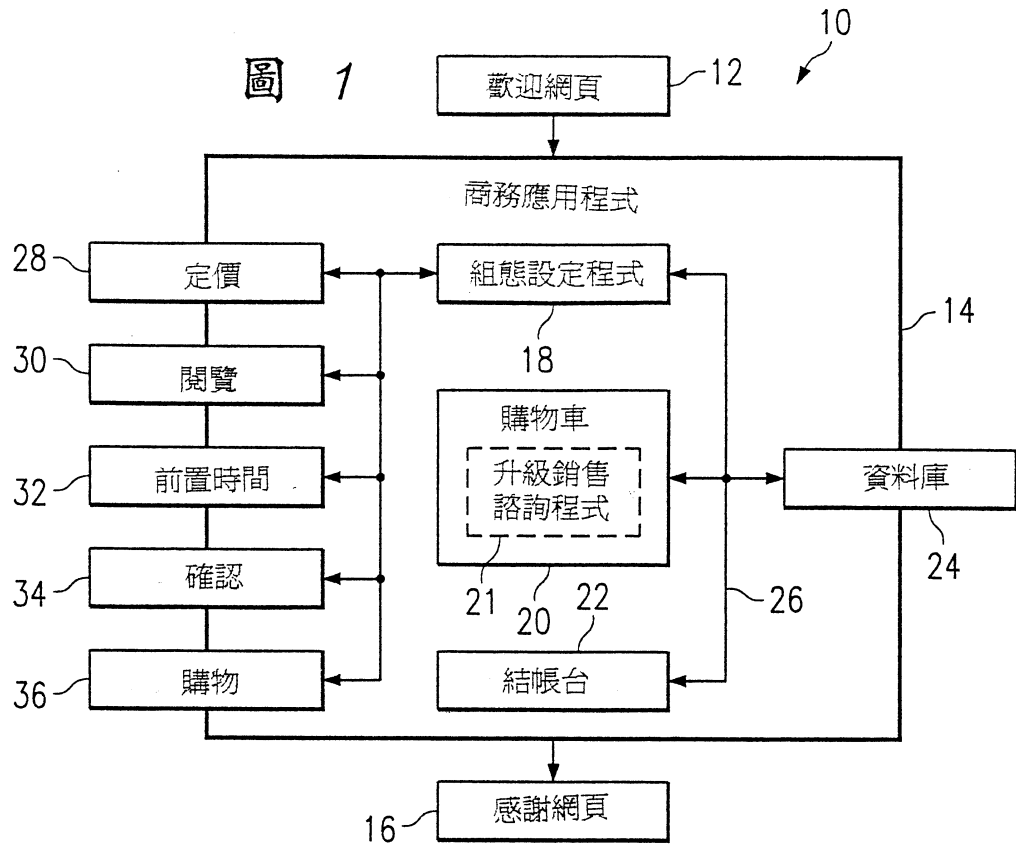 10
圖 1
歡迎網頁
12
商務應用程式
28
定價
組態設定程式
18
14
30
閱覽
購物車
升級銷售
諮詢程式
21
20
32
前置時間
資料庫
24
34
確認
22
26
36
購物
結帳台
16
感謝網頁